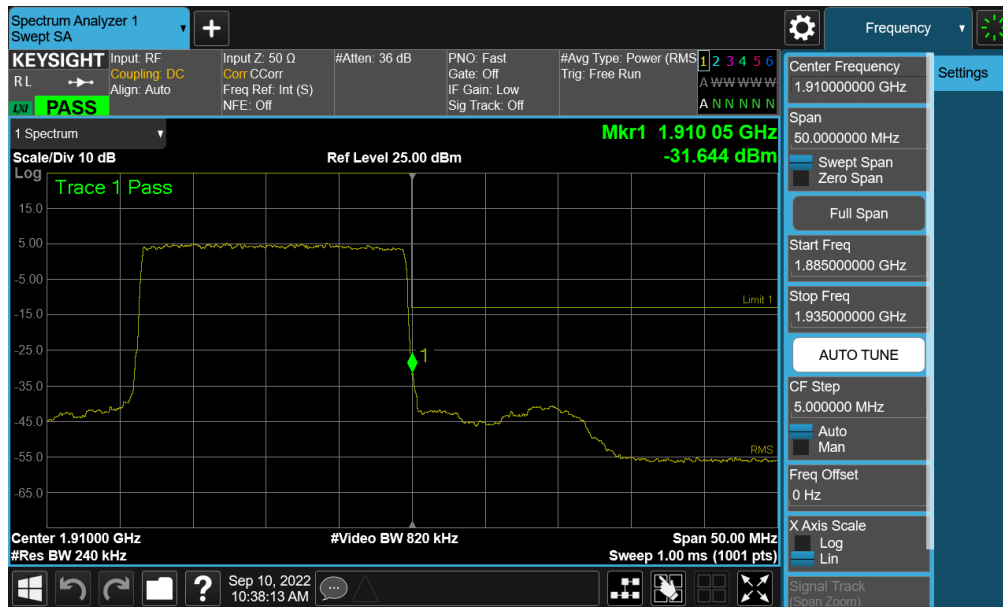 Spectrum Analyzer 1
Swept SA
Frequency
Settings
KEYSIGHT
RL
LXI
PASS
Input: RF
Coupling: DC
Align: Auto
Input Z: 50 Ω
Corr CCorr
Freq Ref: Int (S)
NFE: Off
#Atten: 36 dB
PNO: Fast
Gate: Off
IF Gain: Low
Sig Track: Off
#Avg Type: Power (RMS
Trig: Free Run
1 2 3 4 5 6
A W W W W W
A N N N N N
1 Spectrum
Scale/Div 10 dB
Ref Level 25.00 dBm
Mkr1 1.910 05 GHz
-31.644 dBm
Log
Trace 1 Pass
15.0
5.00
-5.00
-15.0
-25.0
-35.0
-45.0
-55.0
-65.0
Limit 1
1
RMS
Center 1.91000 GHz
#Video BW 820 kHz
Span 50.00 MHz
#Res BW 240 kHz
Sweep 1.00 ms (1001 pts)
Center Frequency
1.910000000 GHz
Span
50.0000000 MHz
Swept Span
Zero Span
Full Span
Start Freq
1.885000000 GHz
Stop Freq
1.935000000 GHz
AUTO TUNE
CF Step
5.000000 MHz
Auto
Man
Freq Offset
0 Hz
X Axis Scale
Log
Lin
Signal Track
(Span Zoom)
?
Sep 10, 2022
10:38:13 AM